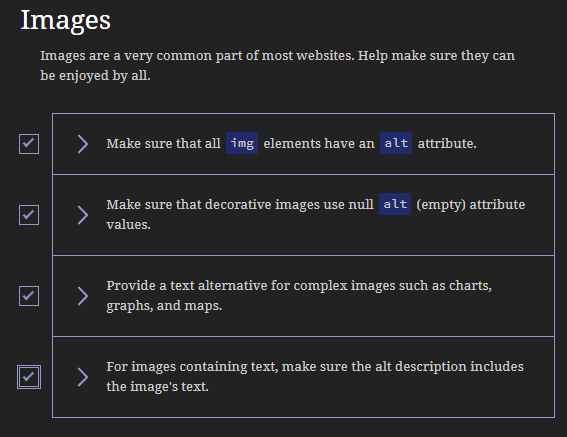 Images
Images are a very common part of most websites. Help make sure they can
be enjoyed by all.
Make sure that all img elements have an alt attribute.
Make sure that decorative images use null alt (empty) attribute
values.
Provide a text alternative for complex images such as charts,
graphs, and maps.
For images containing text, make sure the alt description includes
the image's text.